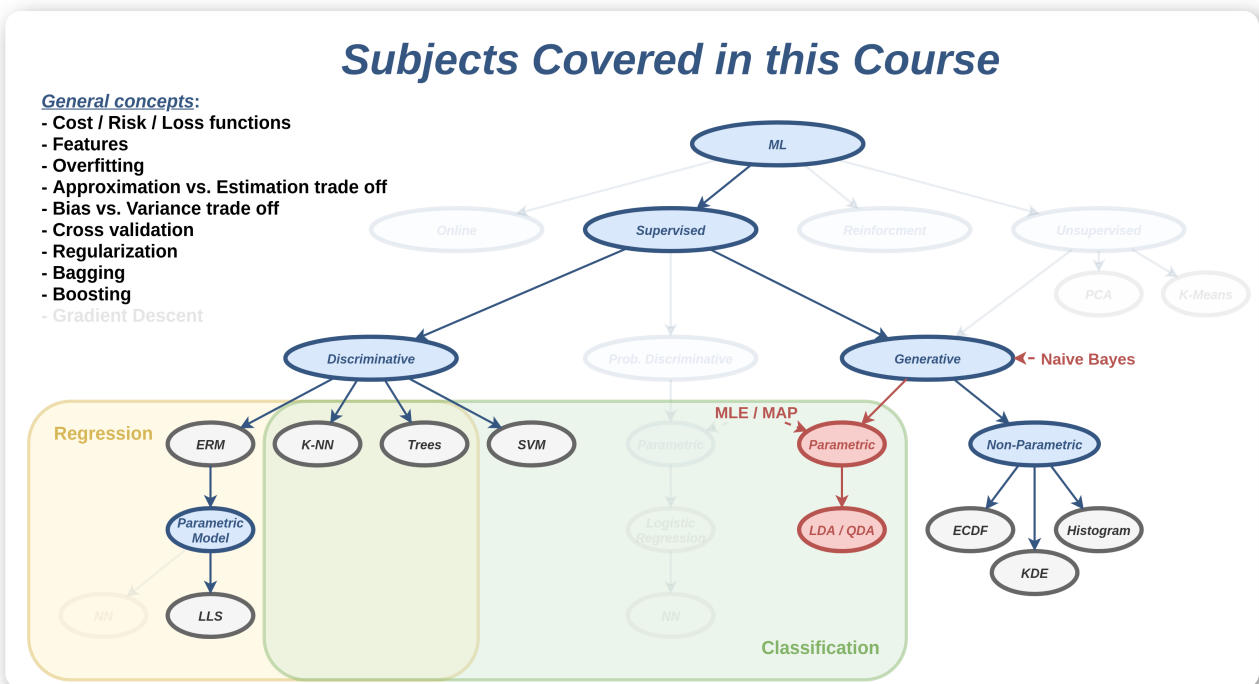 Subjects Covered in this Course
General concepts:
- Cost / Risk / Loss functions
- Features
- Overfitting
- Approximation vs. Estimation trade off
- Bias vs. Variance trade off
- Cross validation
- Regularization
- Bagging
- Boosting
- Gradient Descent
ML
Online
Supervised
Reinforcment
Unsupervised
PCA
K-Means
Discriminative
Prob. Discriminative
Generative
Naive Bayes
MLE / MAP
Regression
ERM
K-NN
Trees
SVM
Parametric
Parametric
Non-Parametric
Parametric
Model
Logistic
Regression
LDA / QDA
ECDF
Histogram
KDE
NN
LLS
NN
Classification